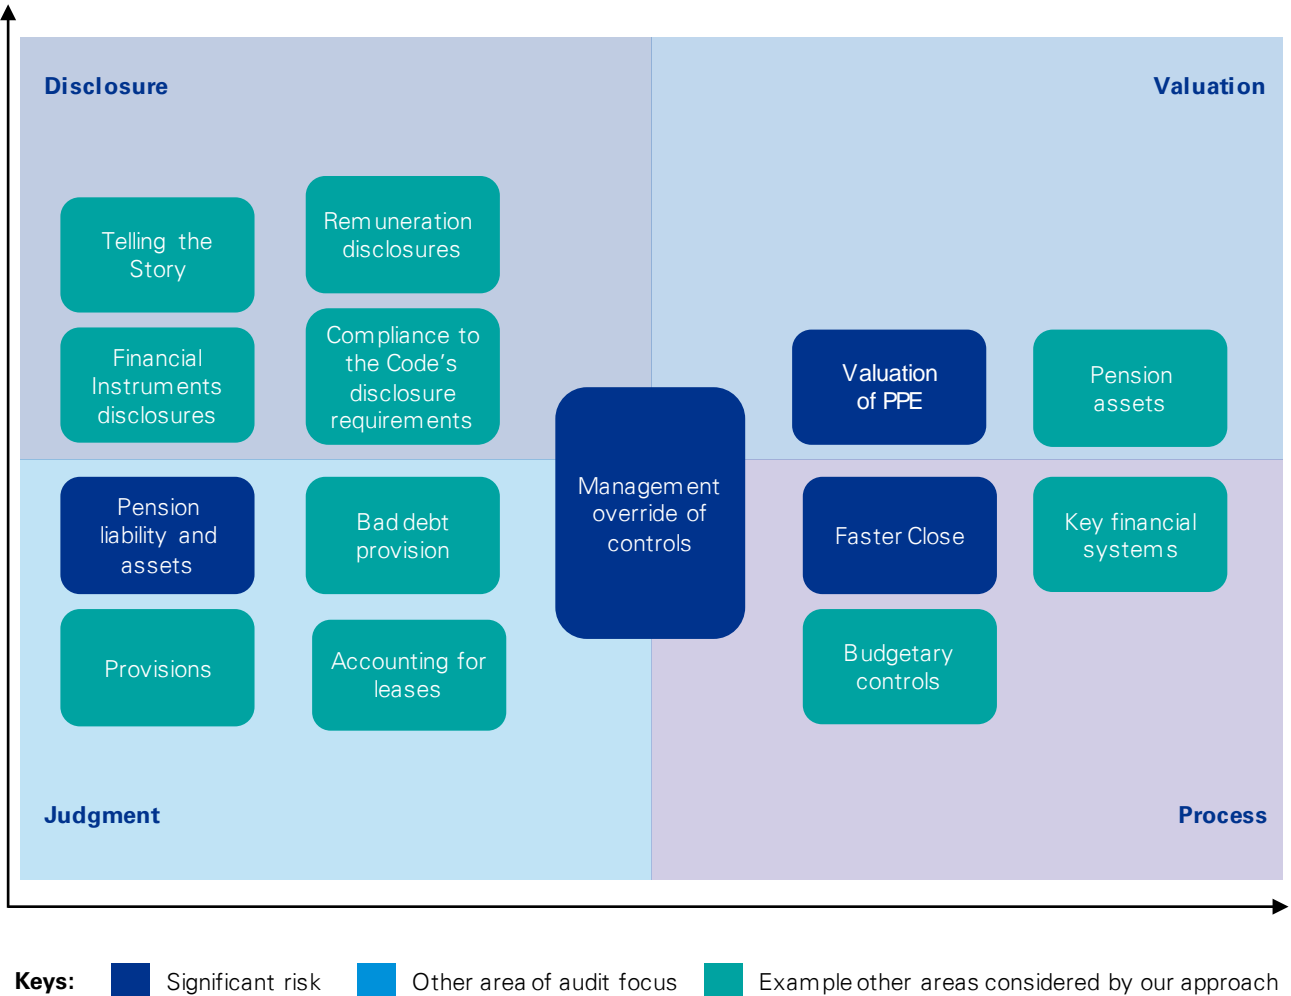 Disclosure
Valuation
Telling the
Story
Remuneration
disclosures
Financial
Instruments
disclosures
Compliance to
the Code's
disclosure
requirements
Valuation
of PPE
Pension
assets
Management
override of
controls
Pension
liability and
assets
Bad debt
provision
Faster Close
Key financial
systems
Provisions
Accounting for
leases
Budgetary
controls
Judgment
Process
Keys:
Significant risk
Other area of audit focus
Example other areas considered by our approach